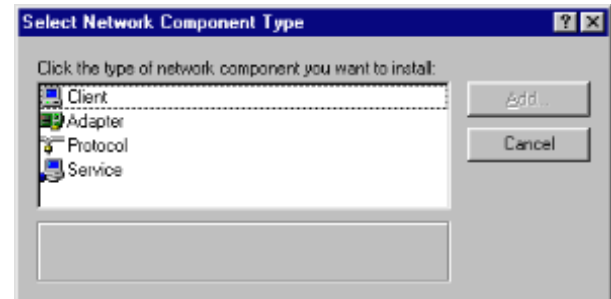 Select Network Component Type
Click the type of network component you want to install:
Client
Adapter
Protocol
Service
Add...
Cancel